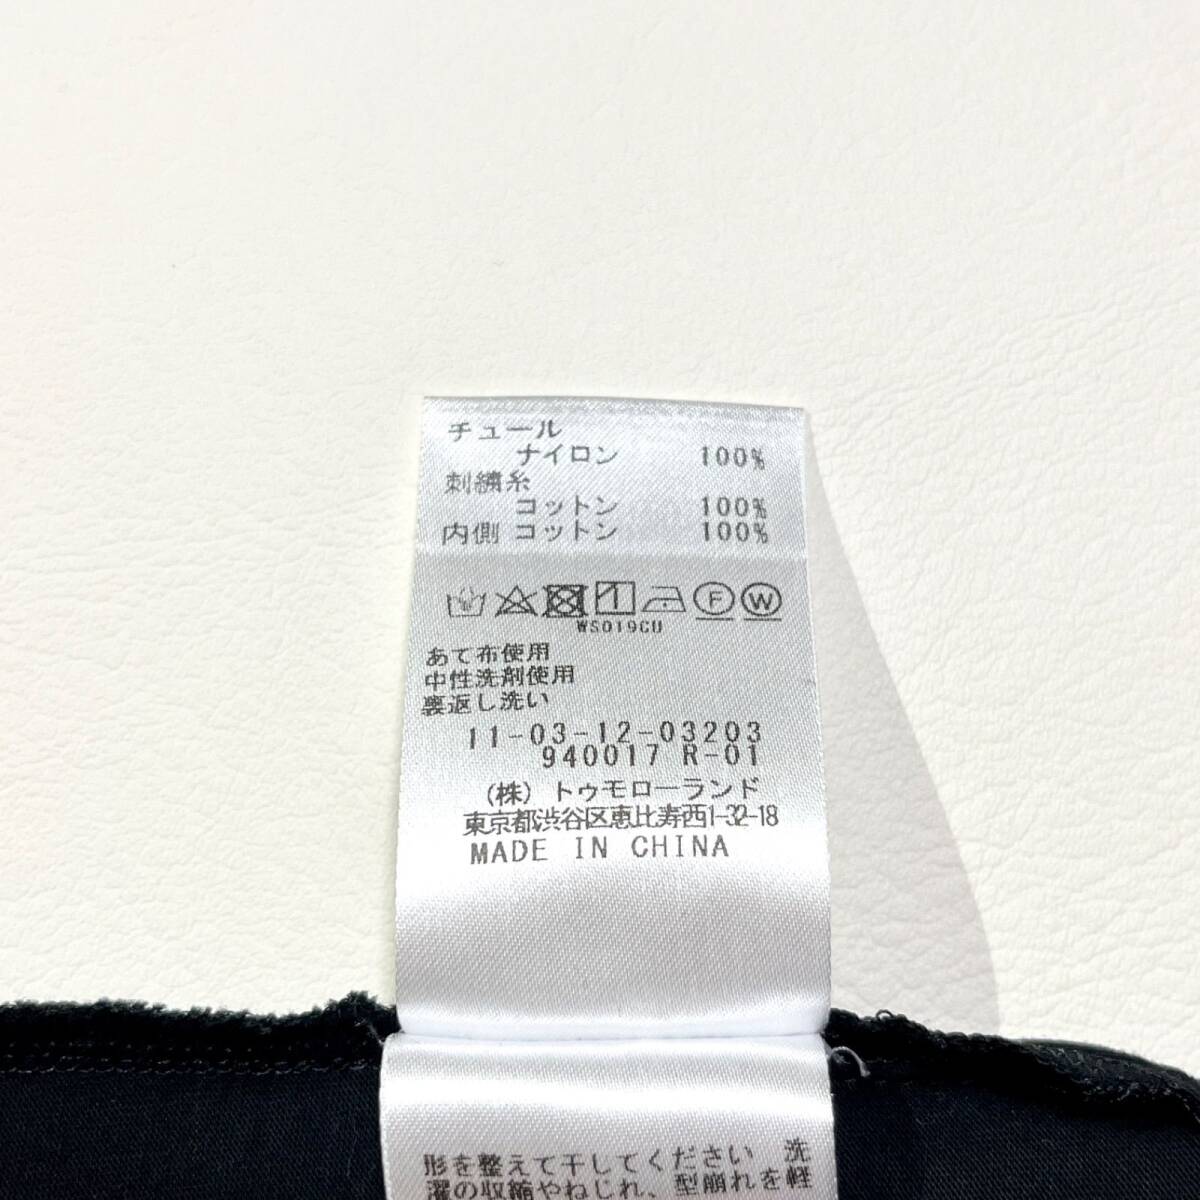 チュール
ナイロン 100%
刺繍糸
コットン 100%
内側 コットン 100%
F W
WS019CU
あて布使用
中性洗剤使用
裏返し洗い
11-03-12-03203
940017 R-01
(株) トゥモローランド
東京都渋谷区恵比寿西1-32-18
MADE IN CHINA
形を整えて干してください 洗
濯の収縮やねじれ、型崩れを軽